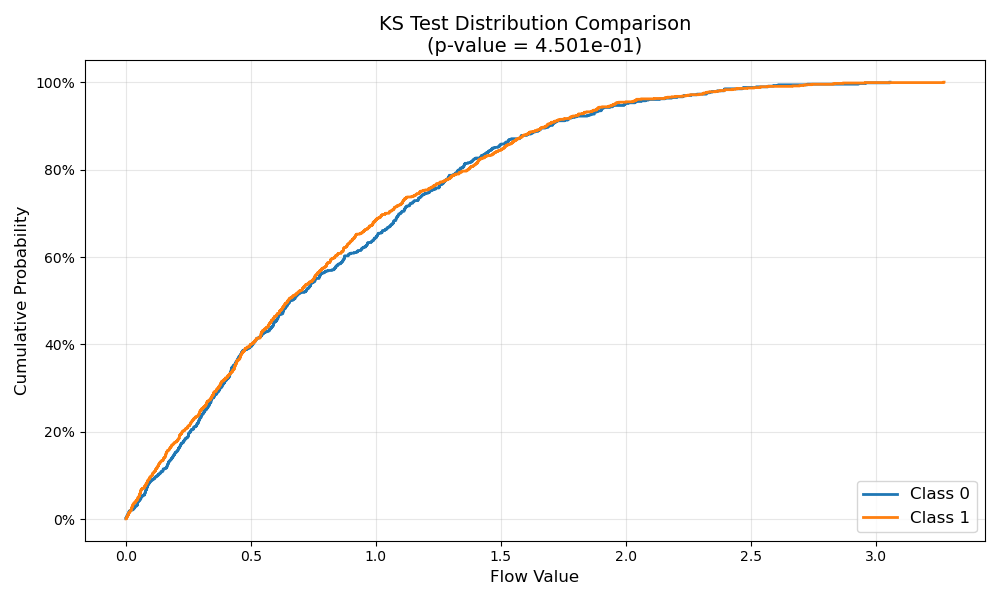 KS Test Distribution Comparison
(p-value = 4.501e-01)
Cumulative Probability
100%
80%
60%
40%
20%
0%
0.0 0.5 1.0 1.5 2.0 2.5 3.0
Flow Value
Class 0
Class 1